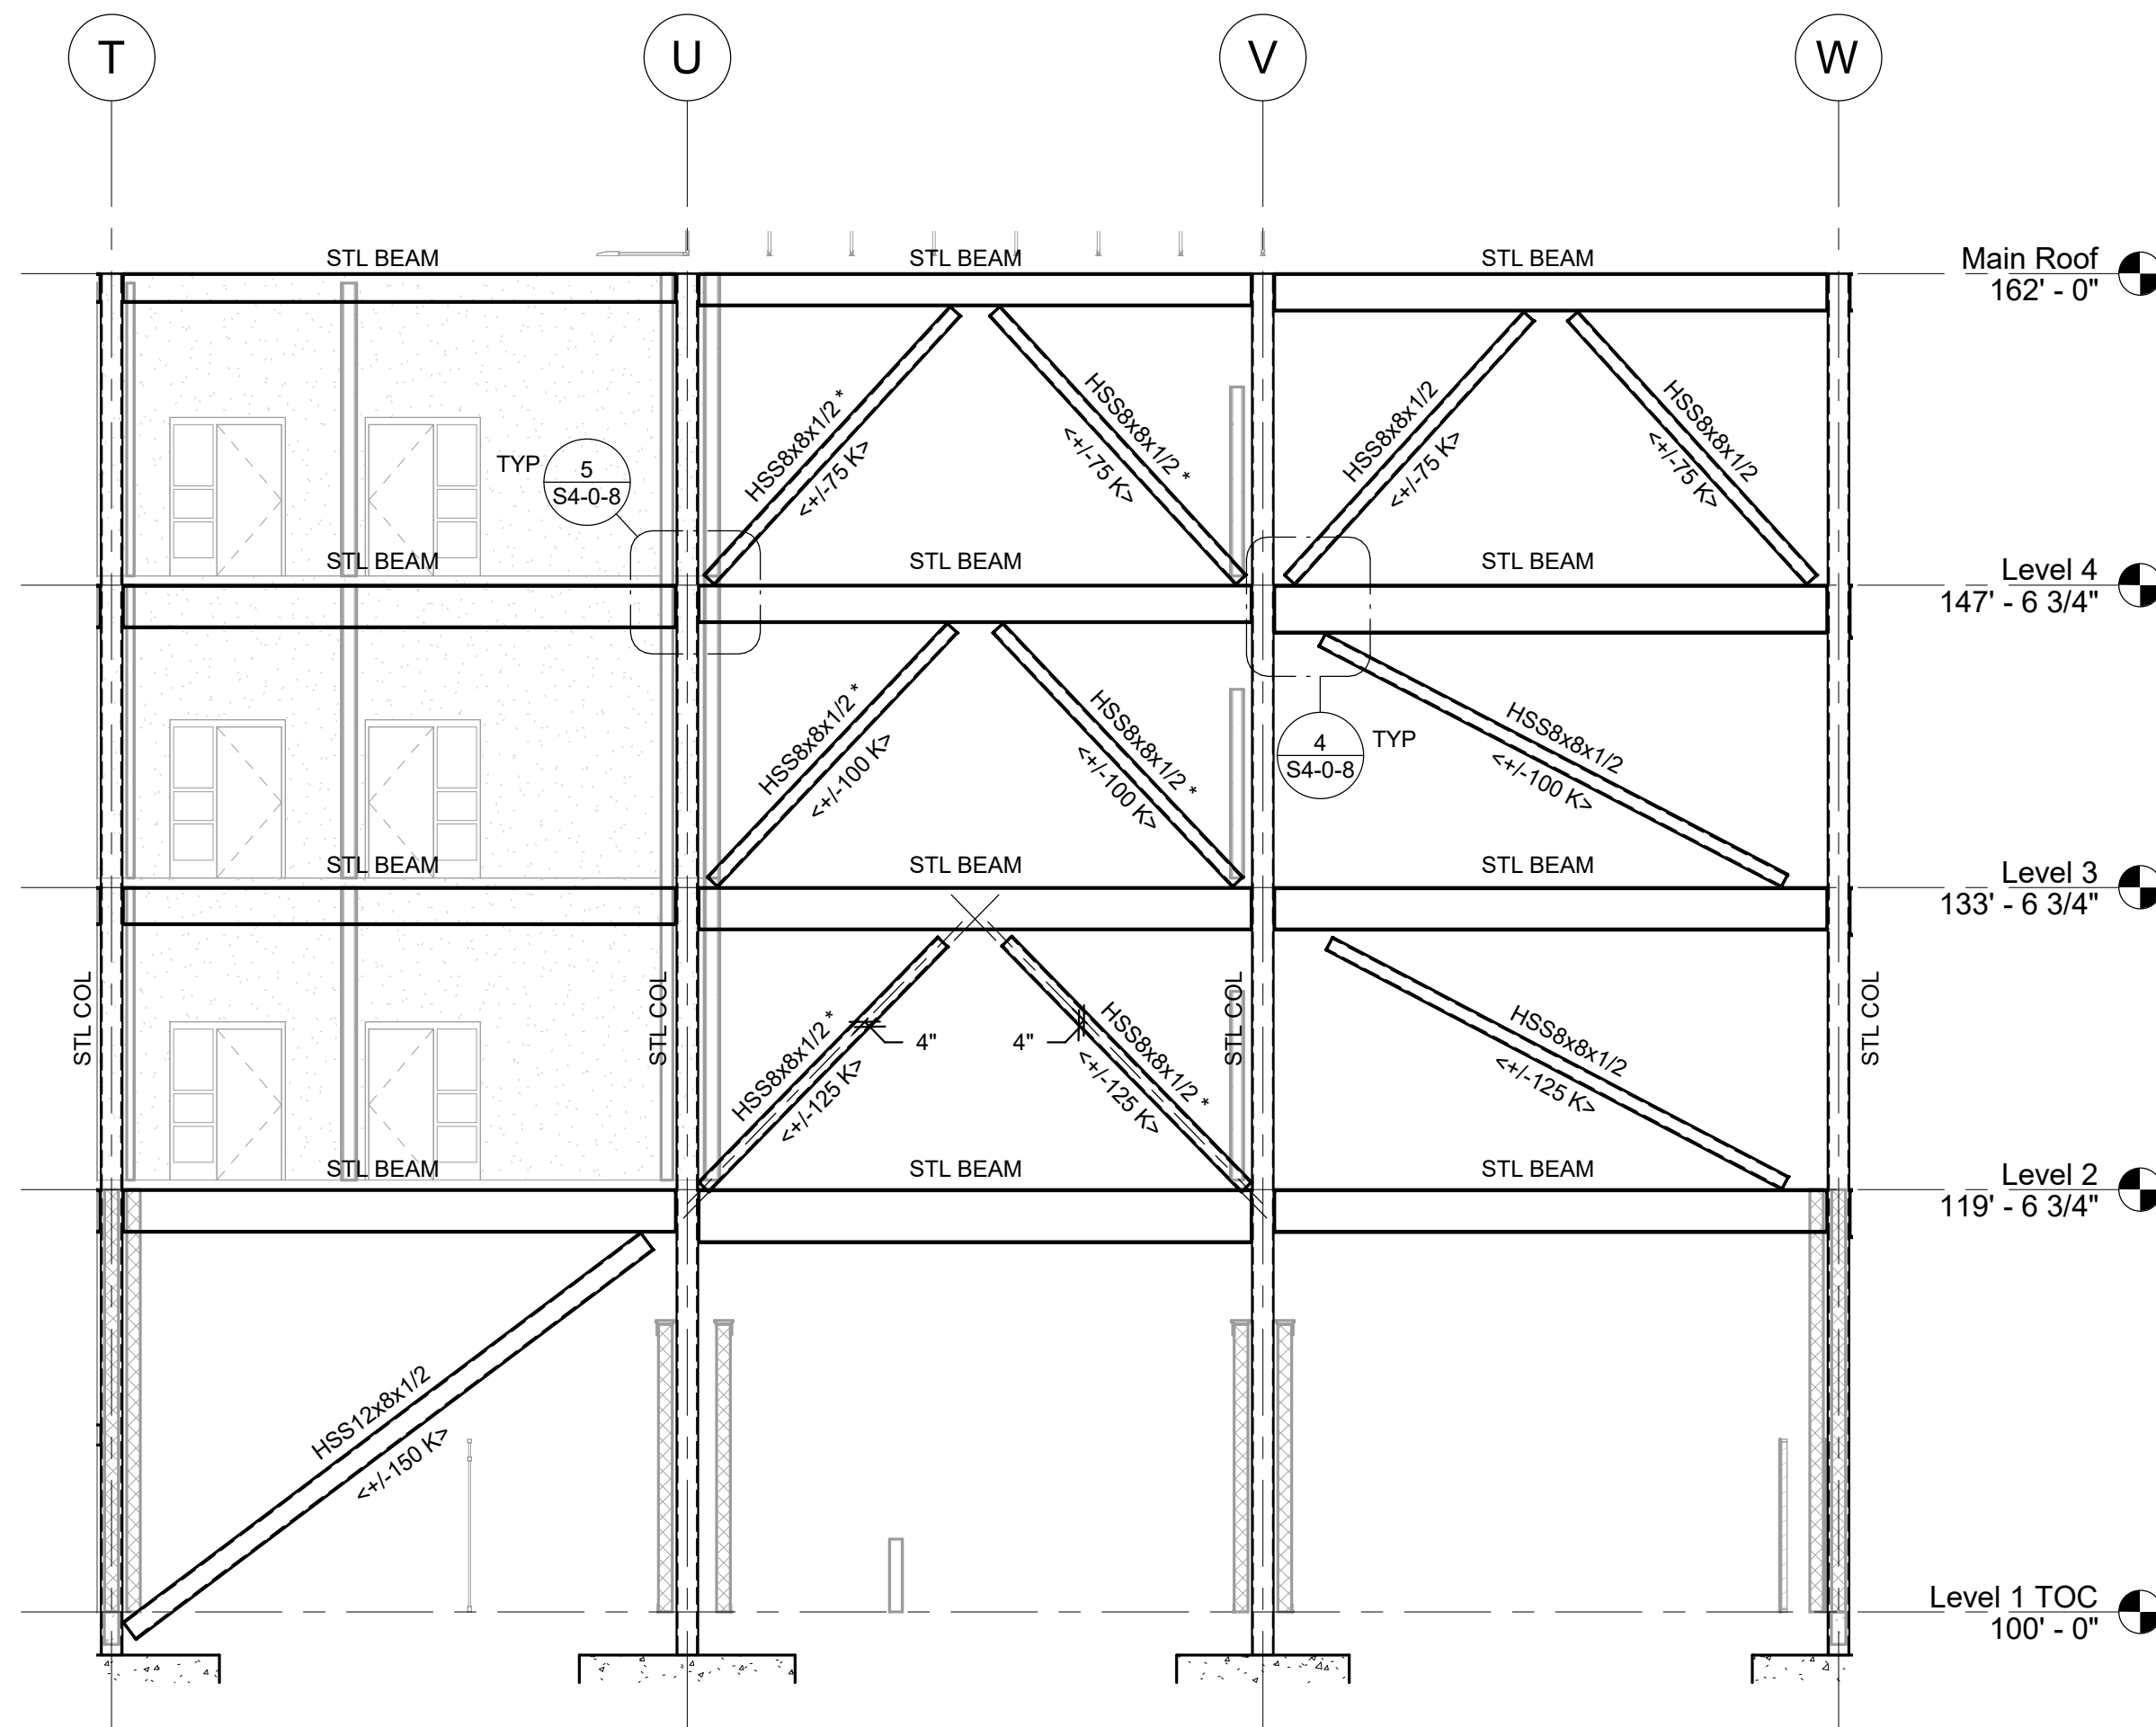 T
U
V
W
STL BEAM
STL BEAM
STL BEAM
Main Roof
162' - 0"
HSS8x8x1/2 *
<+/-75 K>
HSS8x8x1/2 *
<+/-75 K>
HSS8x8x1/2
<+/-75 K>
HSS8x8x1/2
<+/-75 K>
TYP
5
S4-0-8
STL BEAM
STL BEAM
STL BEAM
Level 4
147' - 6 3/4"
HSS8x8x1/2 *
<+/-100 K>
HSS8x8x1/2 *
<+/-100 K>
4
S4-0-8
TYP
HSS8x8x1/2
<+/-100 K>
STL BEAM
STL BEAM
STL BEAM
Level 3
133' - 6 3/4"
STL COL
STL COL
STL COL
STL COL
HSS8x8x1/2 *
<+/-125 K>
4"
4"
HSS8x8x1/2 *
<+/-125 K>
HSS8x8x1/2
<+/-125 K>
STL BEAM
STL BEAM
STL BEAM
Level 2
119' - 6 3/4"
HSS12x8x1/2
<+/-150 K>
Level 1 TOC
100' - 0"